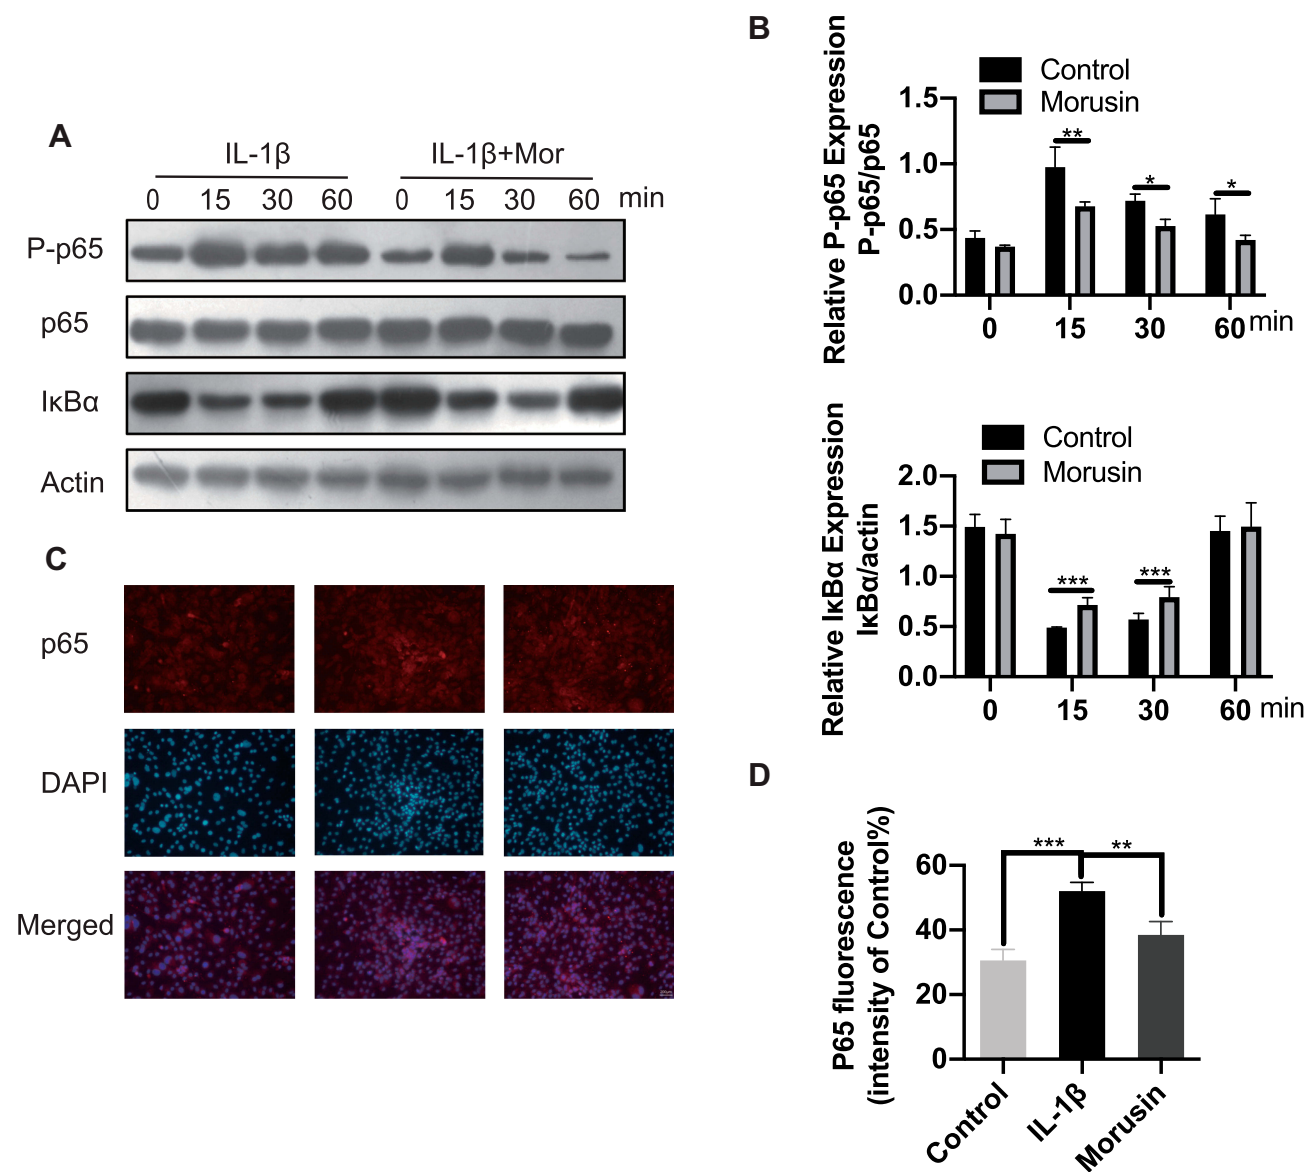 A
IL-1β IL-1β+Mor
0 15 30 60 0 15 30 60 min
P-p65
p65
IκBα
Actin
B
Relative P-p65 Expression
P-p65/p65
Control
Morusin
1.5
1.0
0.5
0.0
** * *
0 15 30 60 min
Relative IκBα Expression
IκBα/actin
Control
Morusin
2.0
1.5
1.0
0.5
0.0
*** ***
0 15 30 60 min
C
p65
DAPI
Merged
D
P65 fluorescence
(intensity of Control%)
60
40
20
0
*** **
Control IL-1β Morusin